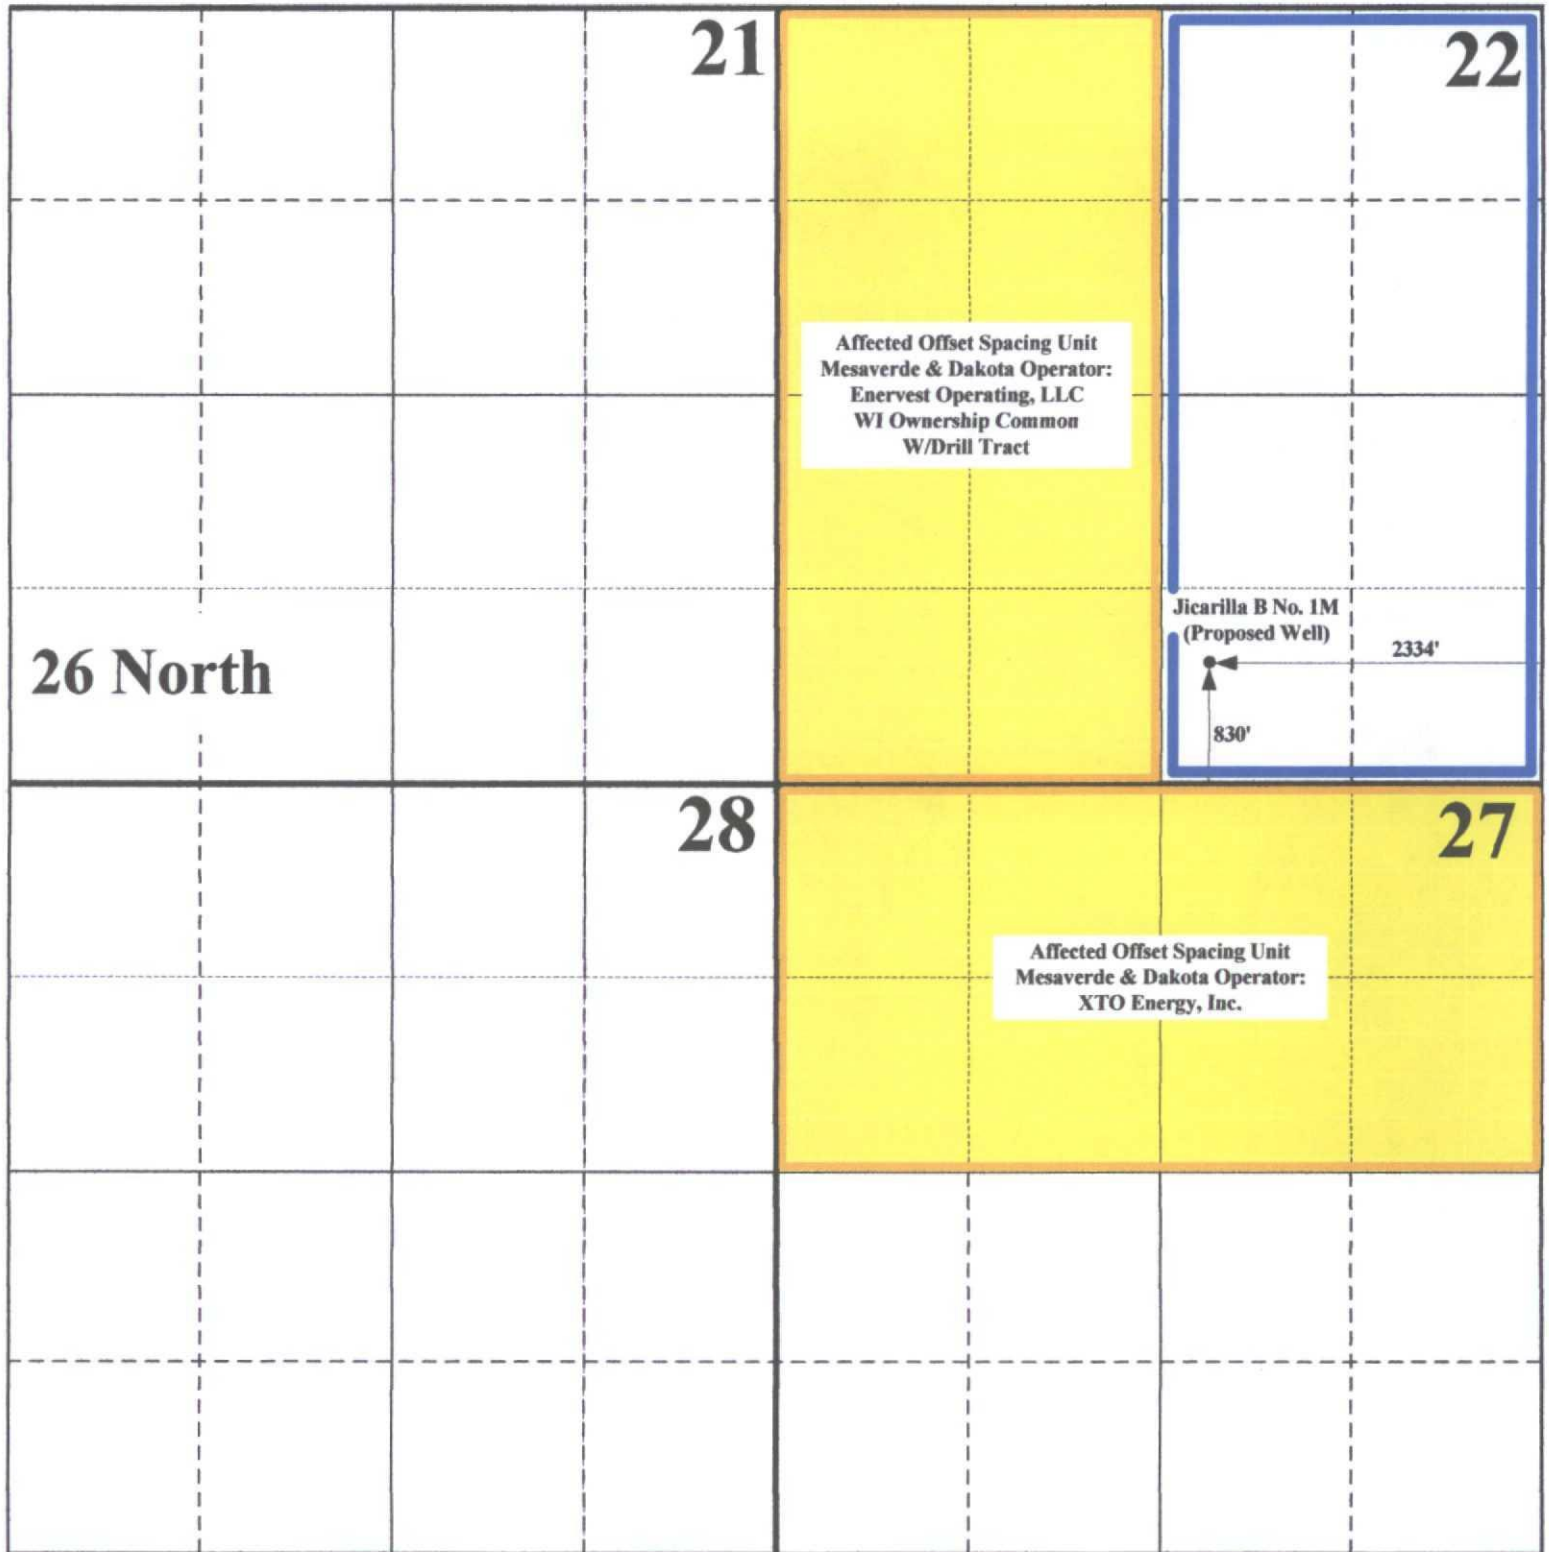 21
22
Affected Offset Spacing Unit
Mesaverde & Dakota Operator:
Enervest Operating, LLC
WI Ownership Common
W/Drill Tract
Jicarilla B No. 1M
(Proposed Well)
2334'
26 North
830'
28
27
Affected Offset Spacing Unit
Mesaverde & Dakota Operator:
XTO Energy, Inc.